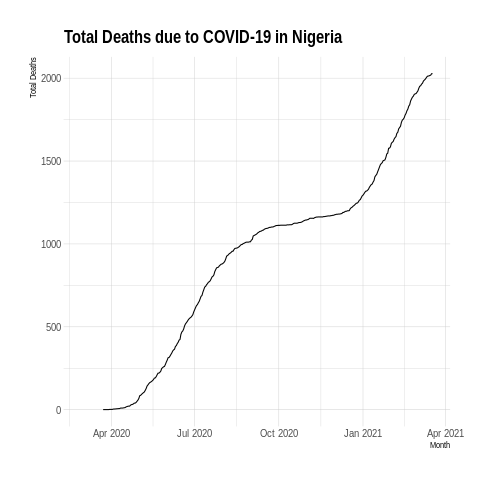 Total Deaths due to COVID-19 in Nigeria
Total Deaths
2000
1500
1000
500
0
Apr 2020 Jul 2020 Oct 2020 Jan 2021 Apr 2021
Month